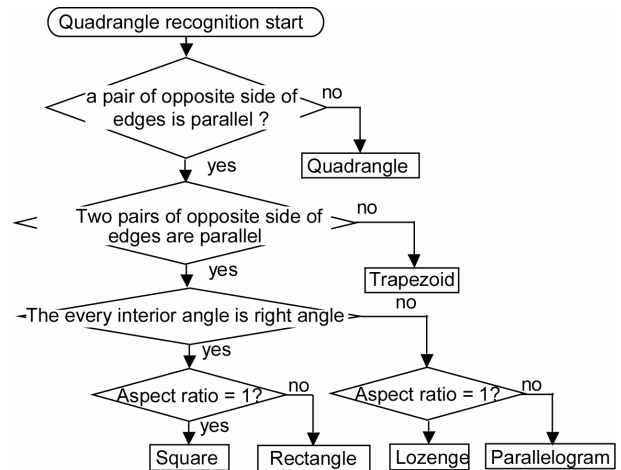 Quadrangle recognition start
a pair of opposite side of
edges is parallel ?
no
Quadrangle
yes
Two pairs of opposite side of
edges are parallel
no
Trapezoid
yes
The every interior angle is right angle
no
yes
Aspect ratio = 1?
no
Aspect ratio = 1?
no
yes
Square
Rectangle
Lozenge
Parallelogram